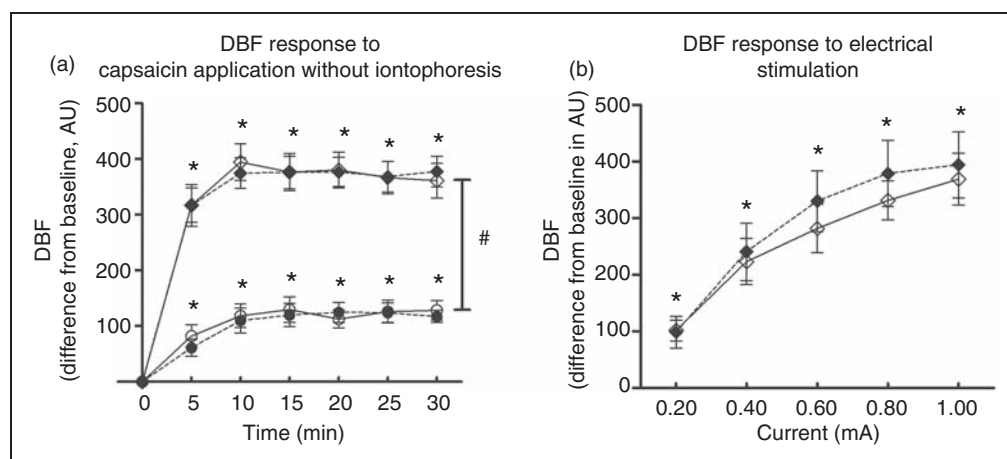 (a)
DBF response to
capsaicin application without iontophoresis
DBF
(difference from baseline, AU)
500
400
300
200
100
* * * * * *
* * * * * *
#
0 5 10 15 20 25 30
Time (min)
(b)
DBF response to electrical
stimulation
DBF
(difference from baseline in AU)
500
400
300
200
100
0
* * * * *
0.20 0.40 0.60 0.80 1.00
Current (mA)